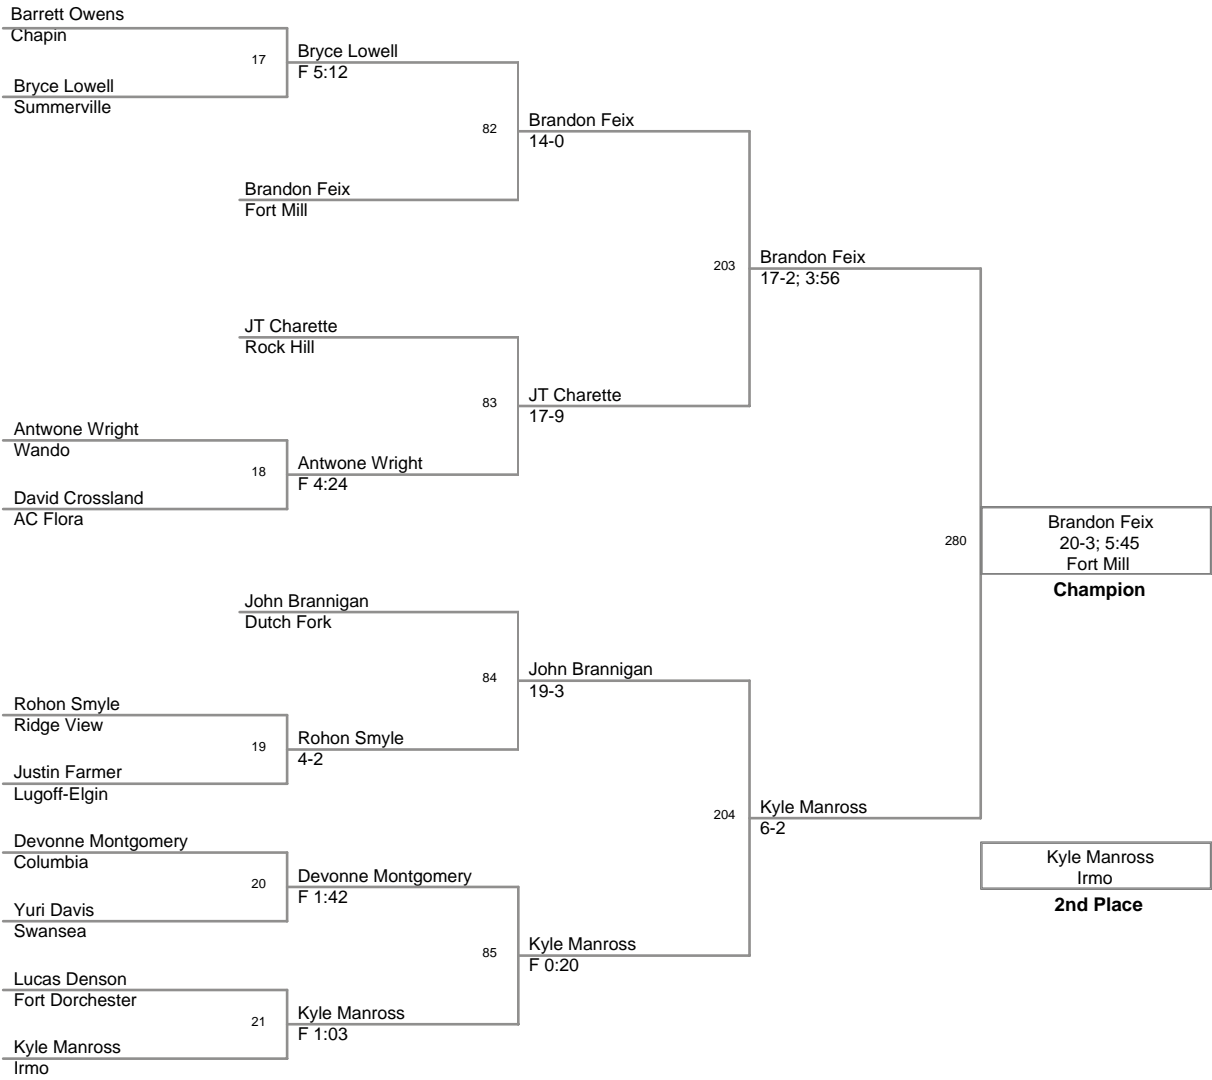 Barrett Owens
Chapin
17
Bryce Lowell
F 5:12
Bryce Lowell
Summerville
82
Brandon Feix
14-0
Brandon Feix
Fort Mill
203
Brandon Feix
17-2; 3:56
JT Charette
Rock Hill
83
JT Charette
17-9
Antwone Wright
Wando
18
Antwone Wright
F 4:24
David Crossland
AC Flora
280
Brandon Feix
20-3; 5:45
Fort Mill
Champion
John Brannigan
Dutch Fork
84
John Brannigan
19-3
Rohon Smyle
Ridge View
19
Rohon Smyle
4-2
Justin Farmer
Lugoff-Elgin
204
Kyle Manross
6-2
Devonne Montgomery
Columbia
20
Devonne Montgomery
F 1:42
Kyle Manross
Irmo
2nd Place
Yuri Davis
Swansea
85
Kyle Manross
F 0:20
Lucas Denson
Fort Dorchester
21
Kyle Manross
F 1:03
Kyle Manross
Irmo